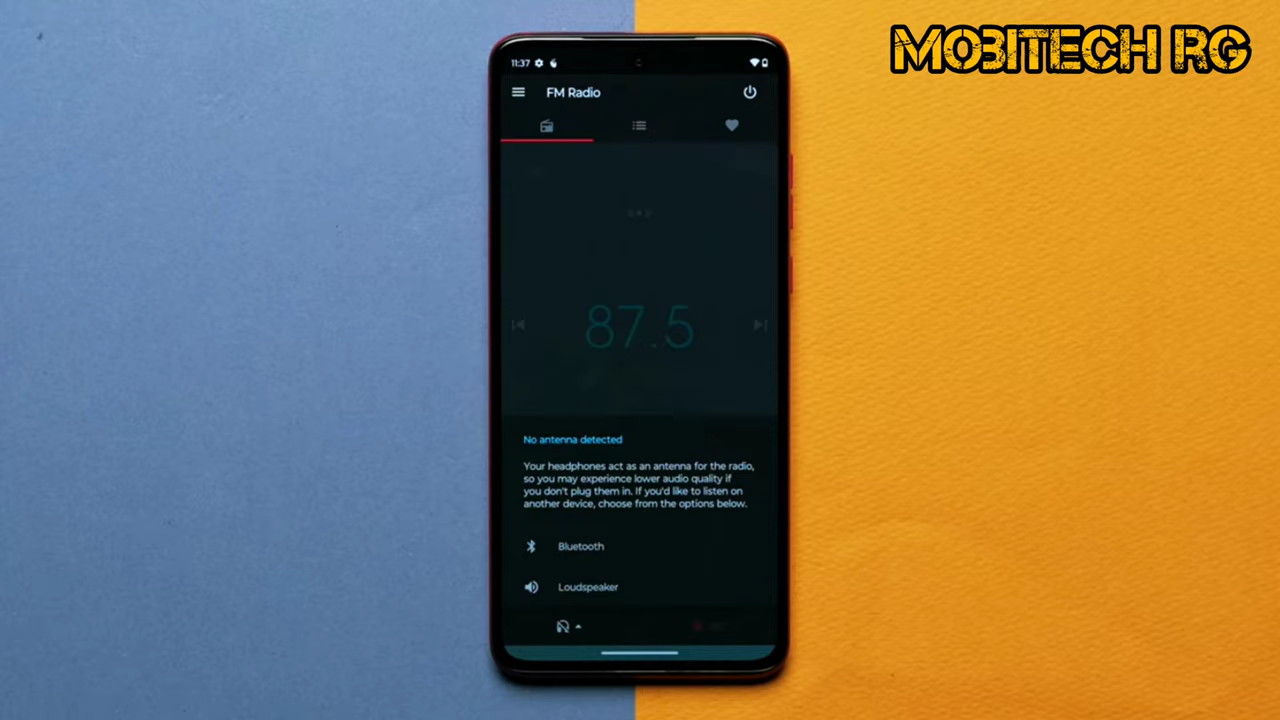 MOBITECH RG
11:37
FM Radio
87.5
No antenna detected
Your headphones act as an antenna for the radio,
so you may experience lower audio quality if
you don't plug them in. If you'd like to listen on
another device, choose from the options below.
Bluetooth
Loudspeaker